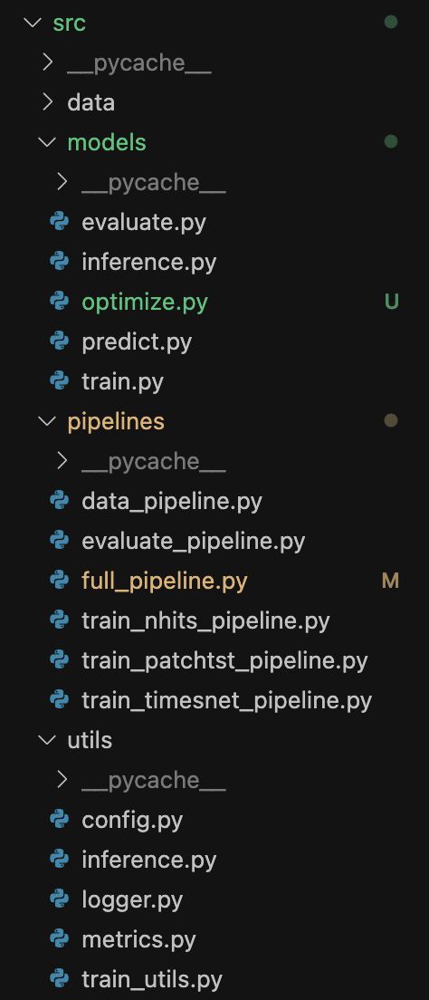 src
__pycache__
data
models
__pycache__
evaluate.py
inference.py
optimize.py U
predict.py
train.py
pipelines
__pycache__
data_pipeline.py
evaluate_pipeline.py
full_pipeline.py M
train_nhits_pipeline.py
train_patchtst_pipeline.py
train_timesnet_pipeline.py
utils
__pycache__
config.py
inference.py
logger.py
metrics.py
train_utils.py